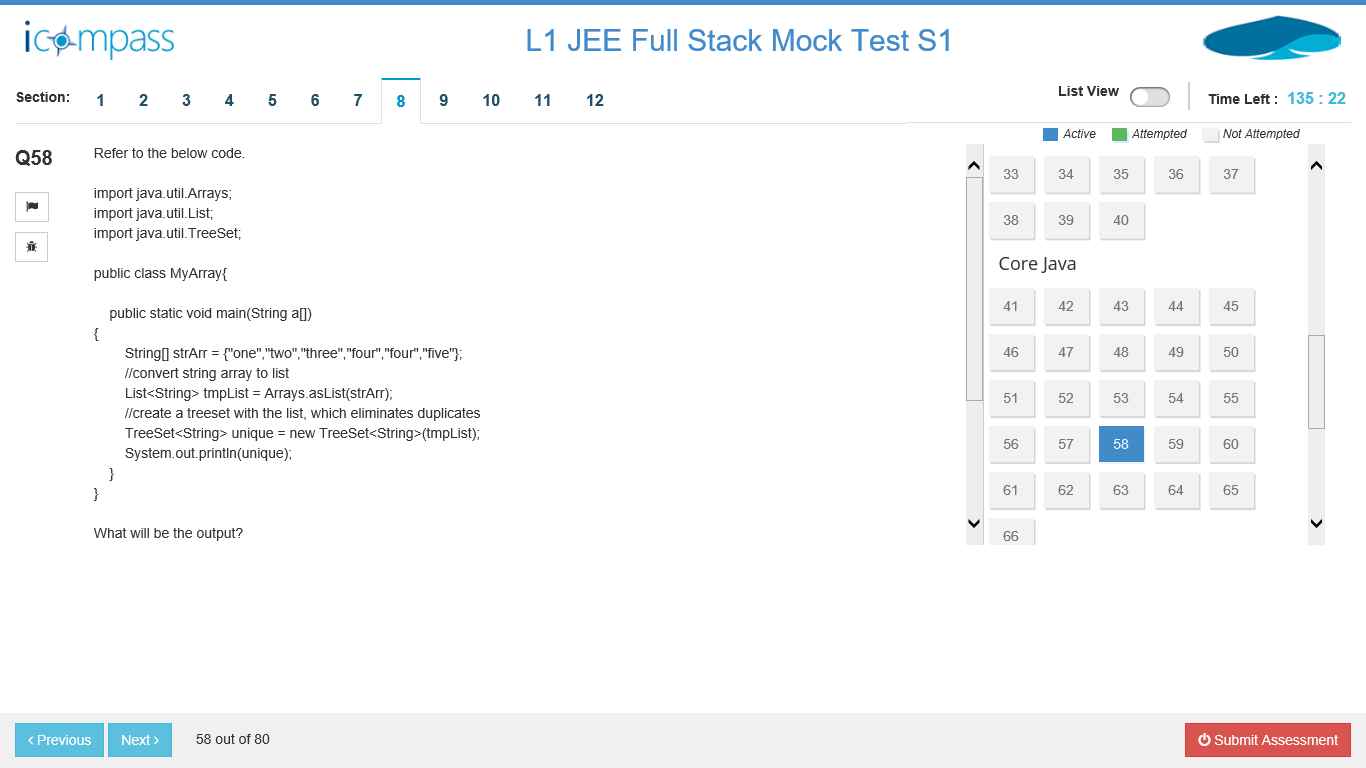 icompass
L1 JEE Full Stack Mock Test S1
Section: 1 2 3 4 5 6 7 8 9 10 11 12
List View
Time Left : 135 : 22
Active Attempted Not Attempted
Q58
Refer to the below code.
import java.util.Arrays;
import java.util.List;
import java.util.TreeSet;
public class MyArray{
public static void main(String a[])
{
String[] strArr = {"one","two","three","four","four","five"};
//convert string array to list
List<String> tmpList = Arrays.asList(strArr);
//create a treeset with the list, which eliminates duplicates
TreeSet<String> unique = new TreeSet<String>(tmpList);
System.out.println(unique);
}
}
What will be the output?
33 34 35 36 37
38 39 40
Core Java
41 42 43 44 45
46 47 48 49 50
51 52 53 54 55
56 57 58 59 60
61 62 63 64 65
66
Previous
Next
58 out of 80
Submit Assessment